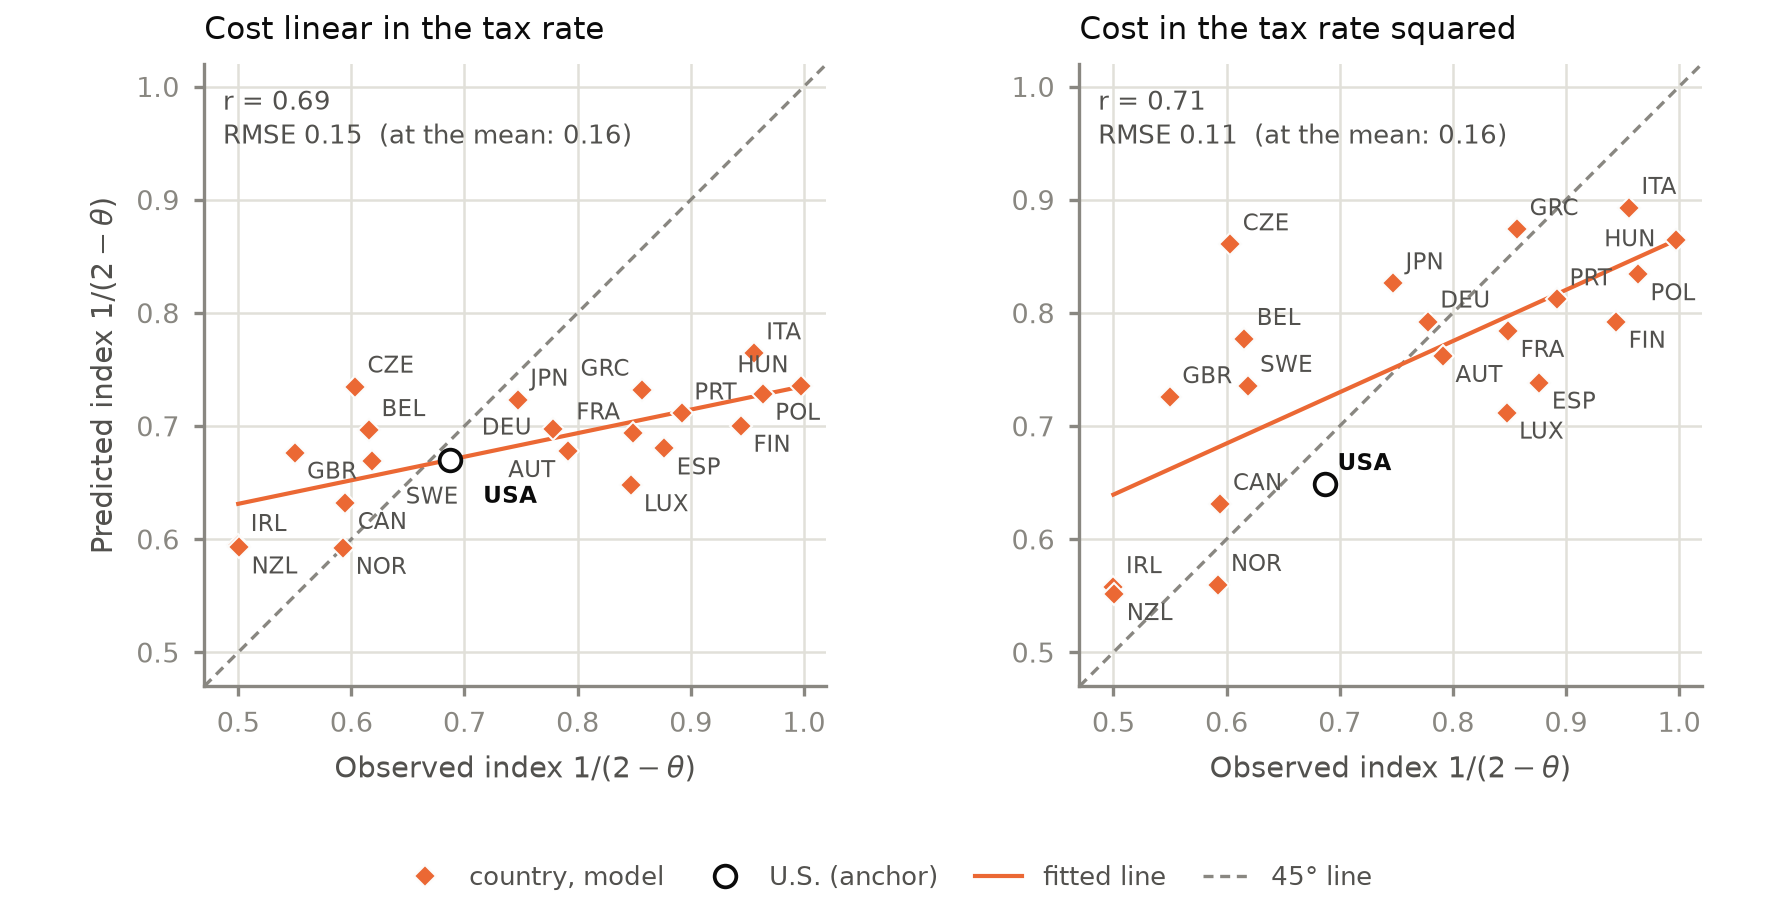 Cost linear in the tax rate
r = 0.69
RMSE 0.15 (at the mean: 0.16)
1.0
0.9
0.8
0.7
0.6
0.5
Predicted index 1/(2 − θ)
ITA
CZE
GRC
HUN
JPN
PRT
BEL
FRA
POL
DEU
FIN
GBR
AUT
ESP
SWE
USA
LUX
IRL
CAN
NZL
NOR
0.5 0.6 0.7 0.8 0.9 1.0
Observed index 1/(2 − θ)
Cost in the tax rate squared
r = 0.71
RMSE 0.11 (at the mean: 0.16)
1.0
0.9
0.8
0.7
0.6
0.5
ITA
GRC
CZE
HUN
JPN
PRT
POL
DEU
BEL
FIN
FRA
SWE
GBR
AUT
ESP
LUX
USA
CAN
IRL
NOR
NZL
0.5 0.6 0.7 0.8 0.9 1.0
Observed index 1/(2 − θ)
country, model U.S. (anchor) fitted line 45° line